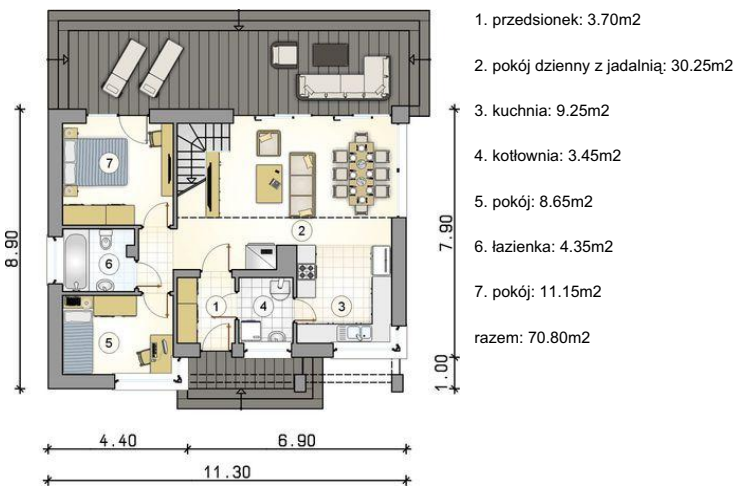 1. przedsionek: 3.70m2
2. pokój dzienny z jadalnią: 30.25m2
3. kuchnia: 9.25m2
4. kotłownia: 3.45m2
5. pokój: 8.65m2
6. łazienka: 4.35m2
7. pokój: 11.15m2
razem: 70.80m2
7
2
6
1
4
3
5
8.90
7.90
1.00
4.40
6.90
11.30